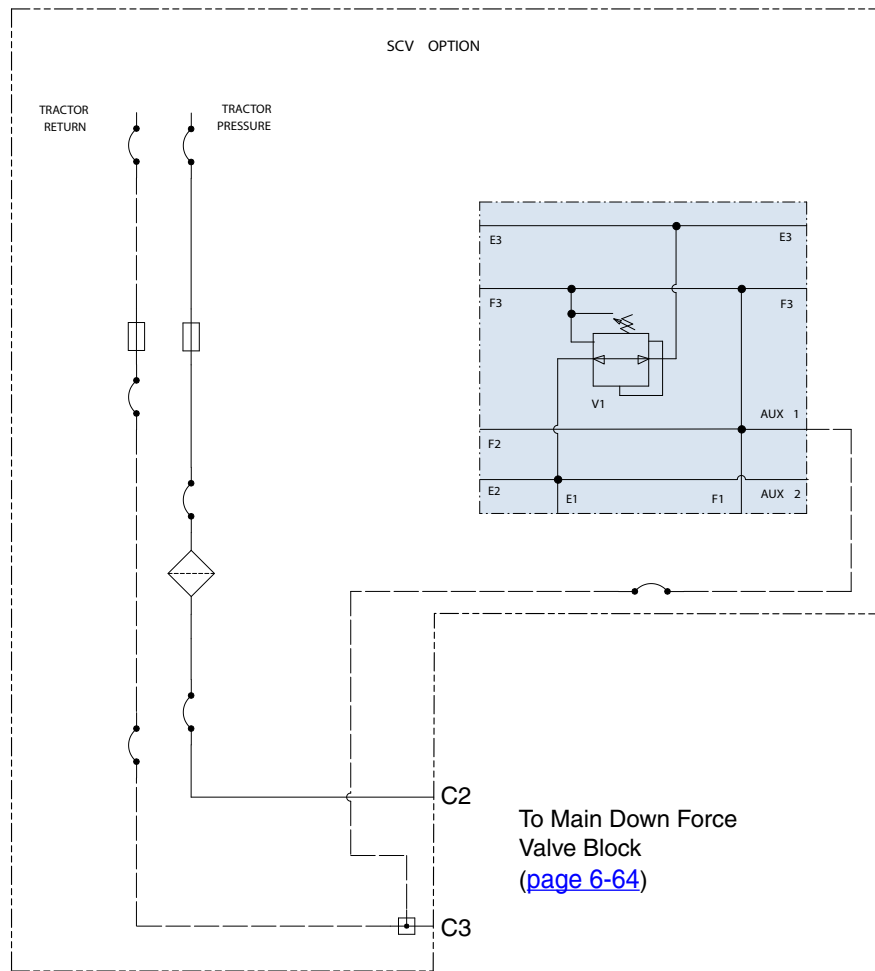 SCV OPTION
TRACTOR
RETURN
TRACTOR
PRESSURE
E3
E3
F3
F3
V1
AUX 1
F2
E2
E1
F1
AUX 2
C2
To Main Down Force
Valve Block
(page 6-64)
C3